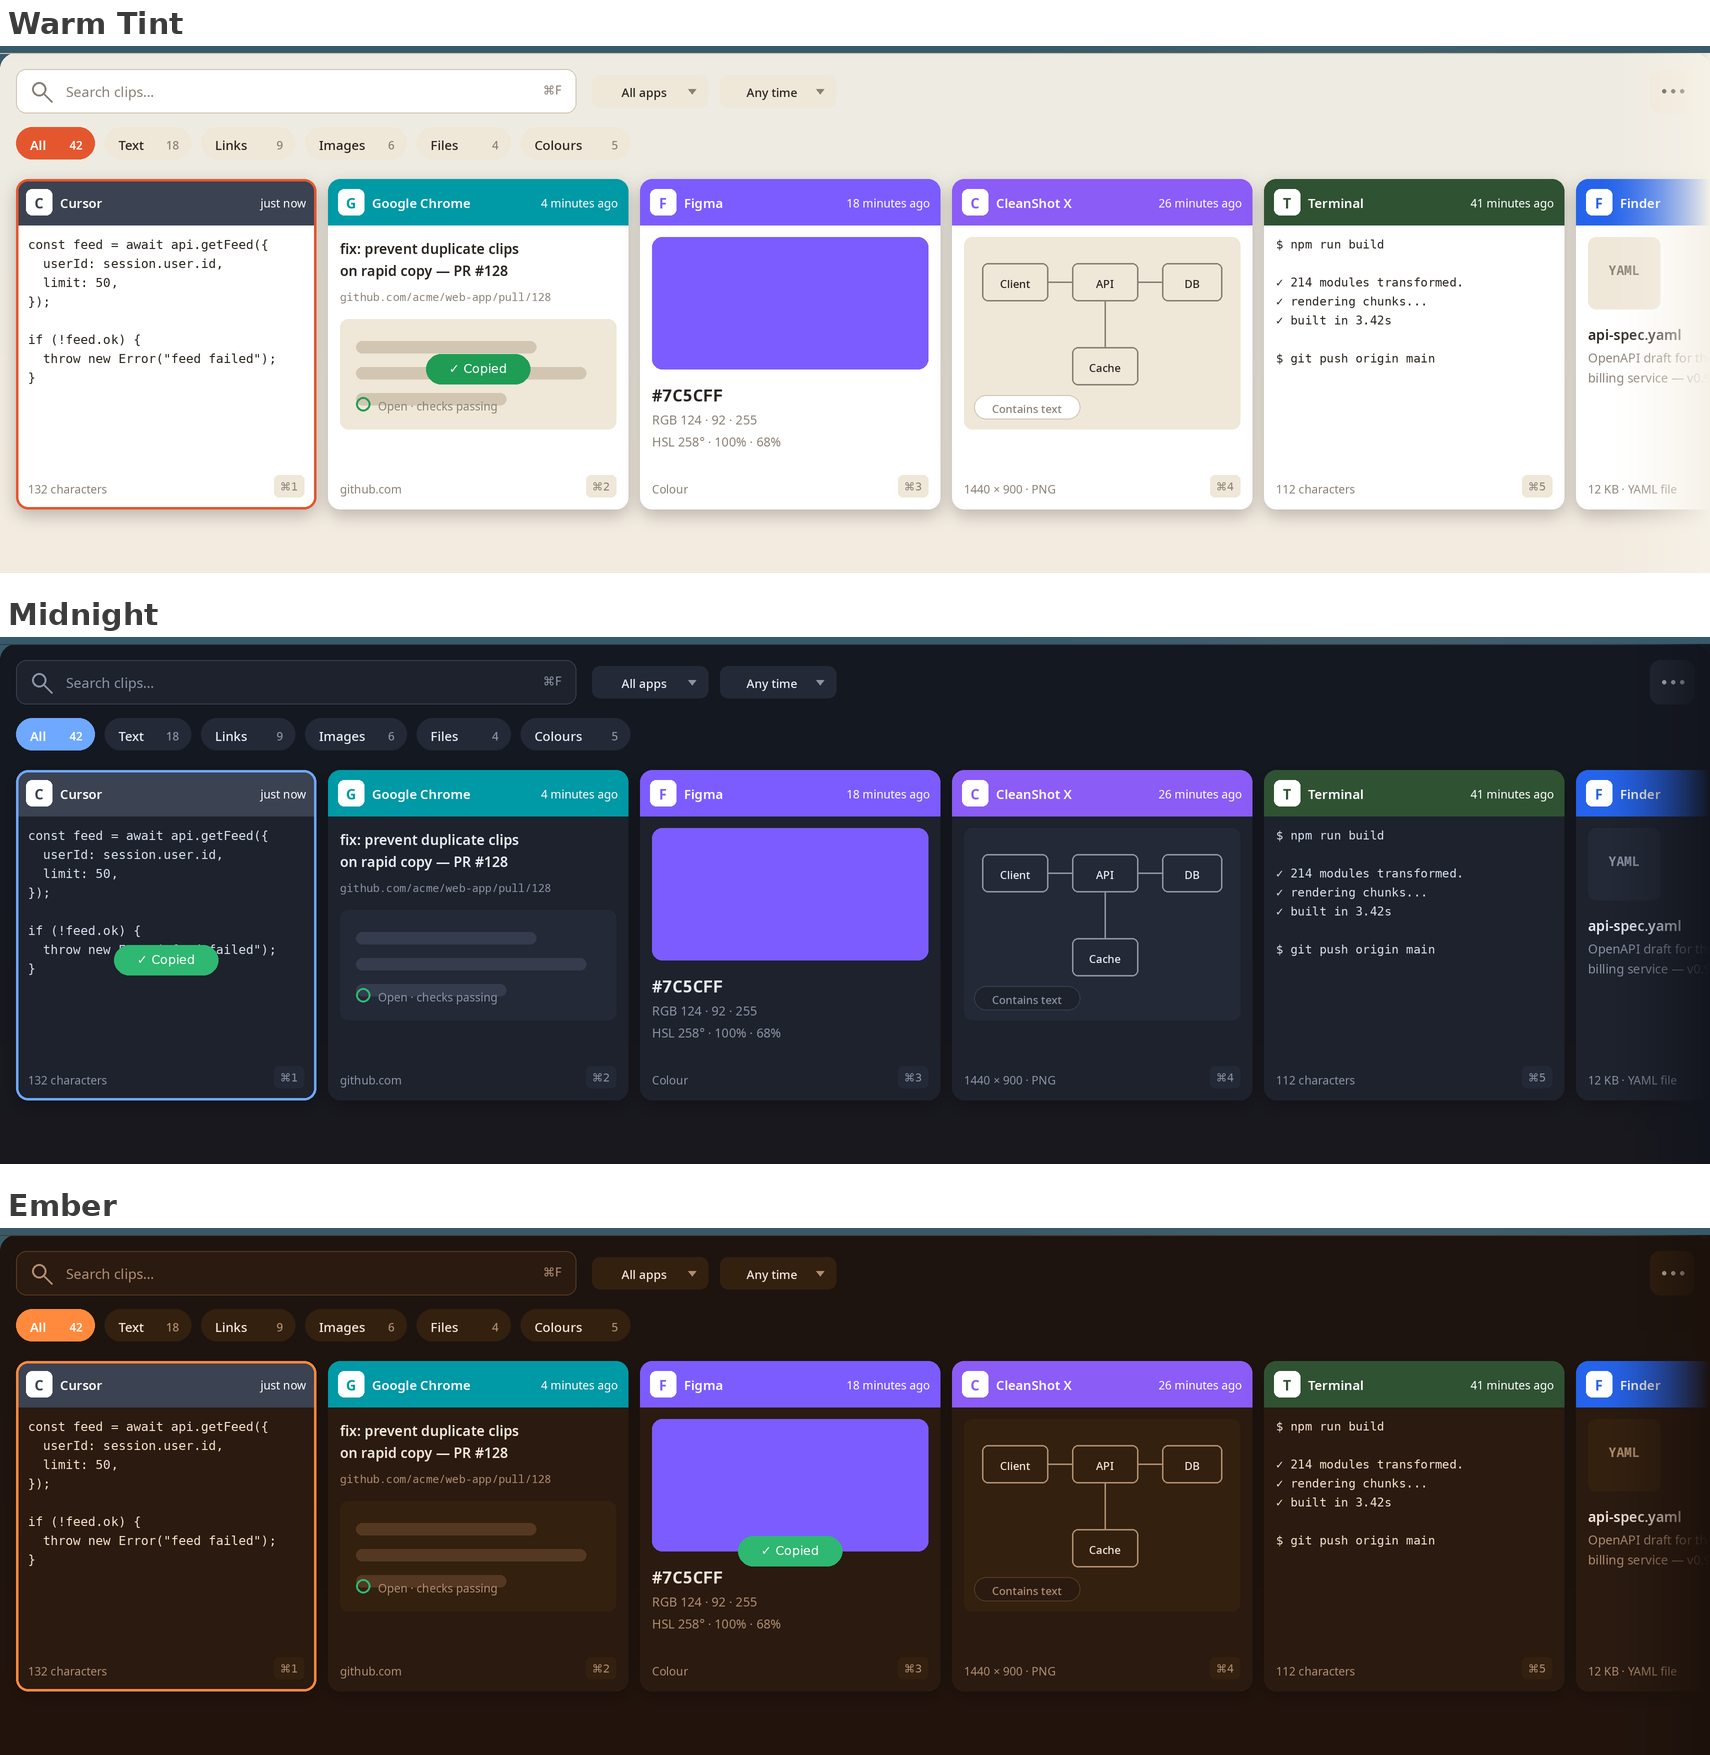 Warm Tint
Search clips... ⌘F All apps Any time
All 42 Text 18 Links 9 Images 6 Files 4 Colours 5
C Cursor just now
const feed = await api.getFeed({
userId: session.user.id,
limit: 50,
});
if (!feed.ok) {
throw new Error("feed failed");
}
132 characters ⌘1
G Google Chrome 4 minutes ago
fix: prevent duplicate clips
on rapid copy — PR #128
github.com/acme/web-app/pull/128
✓ Copied
Open · checks passing
github.com ⌘2
F Figma 18 minutes ago
#7C5CFF
RGB 124 · 92 · 255
HSL 258° · 100% · 68%
Colour ⌘3
C CleanShot X 26 minutes ago
Client API DB
Cache
Contains text
1440 × 900 · PNG ⌘4
T Terminal 41 minutes ago
$ npm run build
✓ 214 modules transformed.
✓ rendering chunks...
✓ built in 3.42s
$ git push origin main
112 characters ⌘5
F Finder
YAML
api-spec.yaml
OpenAPI draft for
billing service —
12 KB · YAML file
Midnight
Search clips... ⌘F All apps Any time
All 42 Text 18 Links 9 Images 6 Files 4 Colours 5
C Cursor just now
const feed = await api.getFeed({
userId: session.user.id,
limit: 50,
});
if (!feed.ok) {
throw new failed");
✓ Copied
}
132 characters ⌘1
G Google Chrome 4 minutes ago
fix: prevent duplicate clips
on rapid copy — PR #128
github.com/acme/web-app/pull/128
Open · checks passing
github.com ⌘2
F Figma 18 minutes ago
#7C5CFF
RGB 124 · 92 · 255
HSL 258° · 100% · 68%
Colour ⌘3
C CleanShot X 26 minutes ago
Client API DB
Cache
Contains text
1440 × 900 · PNG ⌘4
T Terminal 41 minutes ago
$ npm run build
✓ 214 modules transformed.
✓ rendering chunks...
✓ built in 3.42s
$ git push origin main
112 characters ⌘5
F Finder
YAML
api-spec.yaml
OpenAPI draft for
billing service —
12 KB · YAML file
Ember
Search clips... ⌘F All apps Any time
All 42 Text 18 Links 9 Images 6 Files 4 Colours 5
C Cursor just now
const feed = await api.getFeed({
userId: session.user.id,
limit: 50,
});
if (!feed.ok) {
throw new Error("feed failed");
}
132 characters ⌘1
G Google Chrome 4 minutes ago
fix: prevent duplicate clips
on rapid copy — PR #128
github.com/acme/web-app/pull/128
Open · checks passing
github.com ⌘2
F Figma 18 minutes ago
✓ Copied
#7C5CFF
RGB 124 · 92 · 255
HSL 258° · 100% · 68%
Colour ⌘3
C CleanShot X 26 minutes ago
Client API DB
Cache
Contains text
1440 × 900 · PNG ⌘4
T Terminal 41 minutes ago
$ npm run build
✓ 214 modules transformed.
✓ rendering chunks...
✓ built in 3.42s
$ git push origin main
112 characters ⌘5
F Finder
YAML
api-spec.yaml
OpenAPI draft for
billing service —
12 KB · YAML file